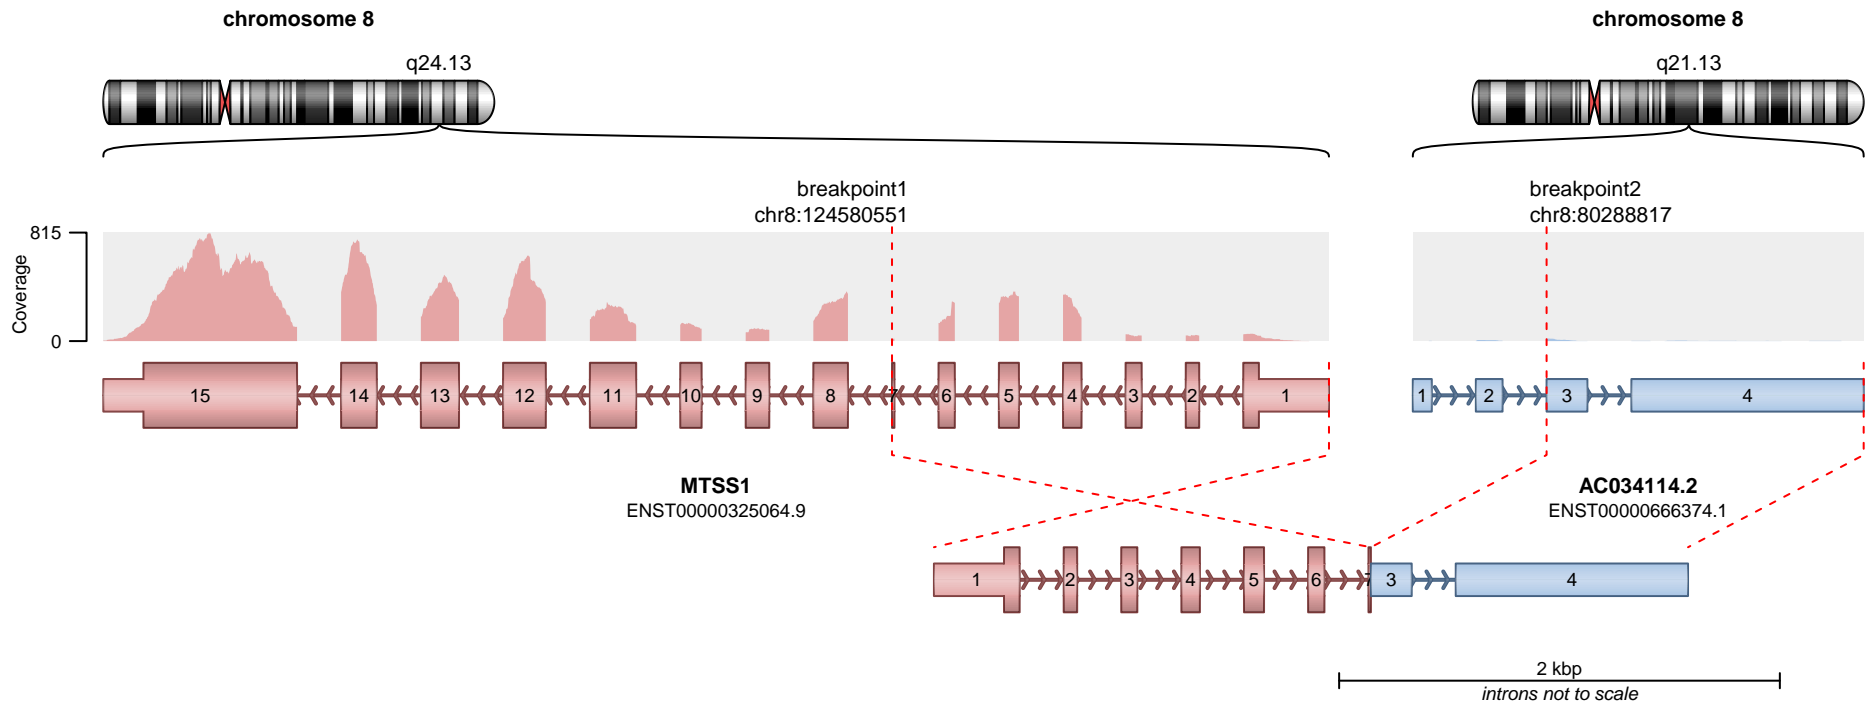 chromosome 8 chromosome 8
q24.13 q21.13
breakpoint1 breakpoint2
chr8:124580551 chr8:80288817
815
Coverage
0
15 14 13 12 11 10 9 8 7 6 5 4 3 2 1 1 2 3 4
MTSS1 AC034114.2
ENST00000325064.9 ENST00000666374.1
1 2 3 4 5 6 7 3 4
2 kbp
introns not to scale